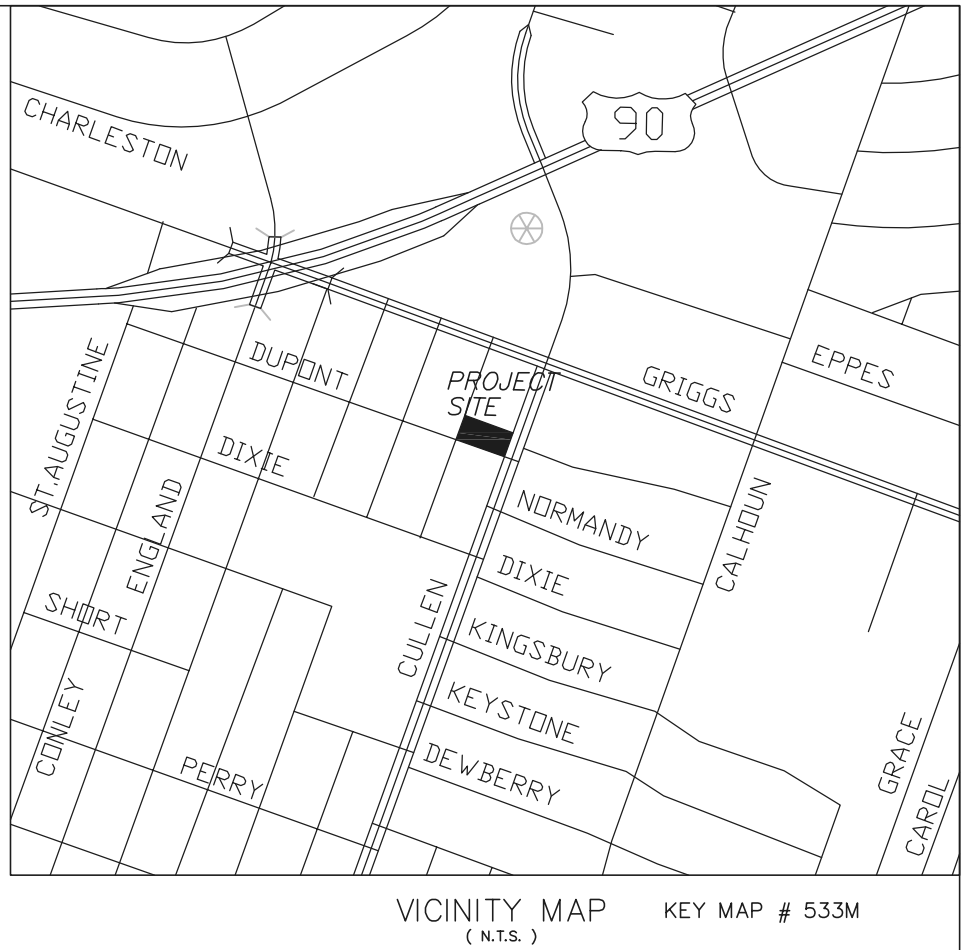 CHARLESTON
90
ST.AUGUSTINE
DUPONT
PROJECT
SITE
GRIGGS
EPPES
DIXIE
ENGLAND
NORMANDY
CALHOUN
DIXIE
SHORT
CULLEN
KINGSBURY
KEYSTONE
CONLEY
PERRY
DEWBERRY
GRACE
CAROL
VICINITY MAP
KEY MAP # 533M
( N.T.S. )